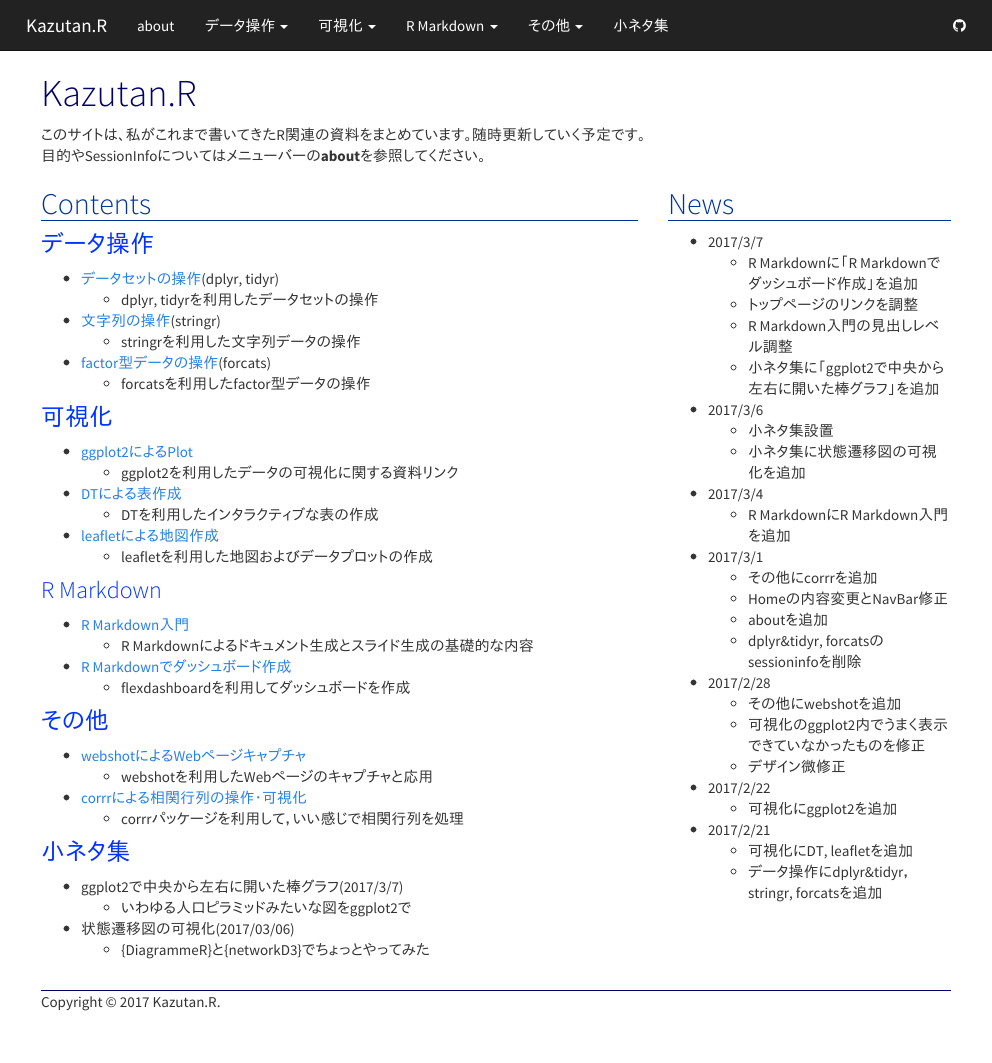 Kazutan.R about データ操作 可視化 R Markdown その他 小ネタ集
Kazutan.R
このサイトは、私がこれまで書いてきたR関連の資料をまとめています。随時更新していく予定です。
目的やSessionInfoについてはメニューバーのaboutを参照してください。
Contents
データ操作
データセットの操作(dplyr, tidyr)
dplyr, tidyrを利用したデータセットの操作
文字列の操作(stringr)
stringrを利用した文字列データの操作
factor型データの操作(forcats)
forcatsを利用したfactor型データの操作
可視化
ggplot2によるPlot
ggplot2を利用したデータの可視化に関する資料リンク
DTによる表作成
DTを利用したインタラクティブな表の作成
leafletによる地図作成
leafletを利用した地図およびデータプロットの作成
R Markdown
R Markdown入門
R Markdownによるドキュメント生成とスライド生成の基礎的な内容
R Markdownでダッシュボード作成
flexdashboardを利用してダッシュボードを作成
その他
webshotによるWebページキャプチャ
webshotを利用したWebページのキャプチャと応用
corrrによる相関行列の操作・可視化
corrrパッケージを利用して，いい感じで相関行列を処理
小ネタ集
ggplot2で中央から左右に開いた棒グラフ(2017/3/7)
いわゆる人口ピラミッドみたいな図をggplot2で
状態遷移図の可視化(2017/03/06)
{DiagrammeR}と{networkD3}でちょっとやってみた
News
2017/3/7
R Markdownに「R Markdownで
ダッシュボード作成」を追加
トップページのリンクを調整
R Markdown入門の見出しレベ
ル調整
小ネタ集に「ggplot2で中央から
左右に開いた棒グラフ」を追加
2017/3/6
小ネタ集設置
小ネタ集に状態遷移図の可視
化を追加
2017/3/4
R MarkdownにR Markdown入門
を追加
2017/3/1
その他にcorrrを追加
Homeの内容変更とNavBar修正
aboutを追加
dplyr&tidyr, forcatsの
sessioninfoを削除
2017/2/28
その他にwebshotを追加
可視化のggplot2内でうまく表示
できていなかったものを修正
デザイン微修正
2017/2/22
可視化にggplot2を追加
2017/2/21
可視化にDT, leafletを追加
データ操作にdplyr&tidyr，
stringr, forcatsを追加
Copyright © 2017 Kazutan.R.